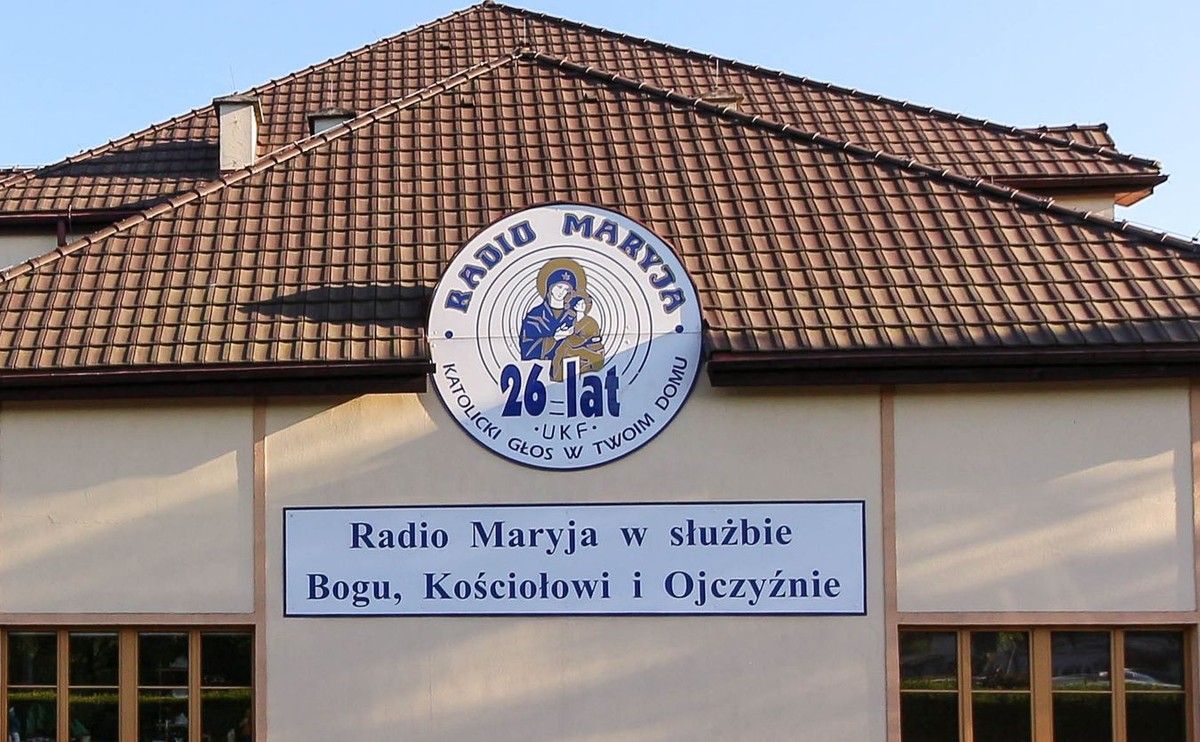 RADIO MARYJA
26 lat
·UKF·
KATOLICKI GŁOS W TWOIM DOMU
Radio Maryja w służbie
Bogu, Kościołowi i Ojczyźnie